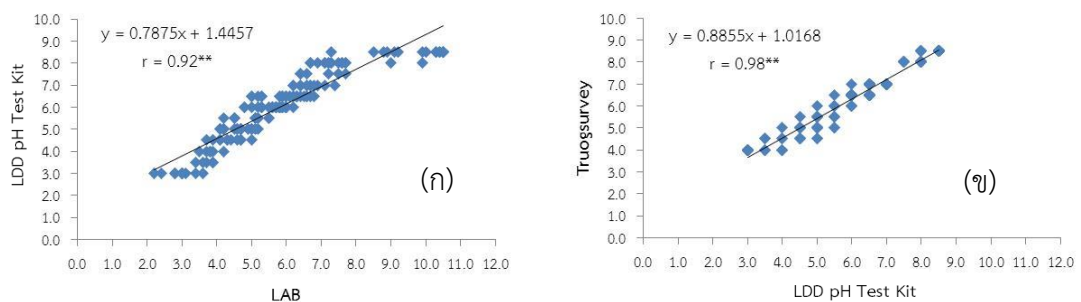 y = 0.7875x + 1.4457
r = 0.92**
LDD pH Test Kit
10.0
9.0
8.0
7.0
6.0
5.0
4.0
3.0
2.0
1.0
0.0
(ก)
0.0 1.0 2.0 3.0 4.0 5.0 6.0 7.0 8.0 9.0 10.0 11.0
LAB
y = 0.8855x + 1.0168
r = 0.98**
Truogsurvey
10.0
9.0
8.0
7.0
6.0
5.0
4.0
3.0
2.0
1.0
0.0
(ข)
0.0 1.0 2.0 3.0 4.0 5.0 6.0 7.0 8.0 9.0 10.0 11.0 12.0
LDD pH Test Kit